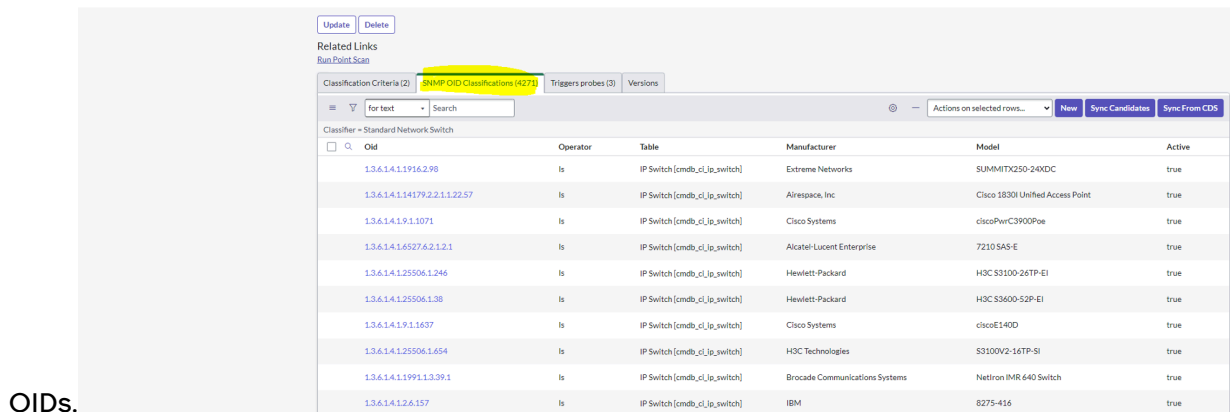 Update Delete
Related Links
Run Point Scan
Classification Criteria (2) SNMP OID Classifications (4271) Triggers probes (3) Versions
for text Search Actions on selected rows... New Sync Candidates Sync From CDS
Classifier = Standard Network Switch
Oid Operator Table Manufacturer Model Active
1.3.6.1.4.1.1916.2.98 Is IP Switch [cmdb_ci_ip_switch] Extreme Networks SUMMITX250-24XDC true
1.3.6.1.4.1.14179.2.2.1.1.22.57 Is IP Switch [cmdb_ci_ip_switch] Airespace, Inc Cisco 1830I Unified Access Point true
1.3.6.1.4.1.9.1.1071 Is IP Switch [cmdb_ci_ip_switch] Cisco Systems ciscoPwrC3900Poe true
1.3.6.1.4.1.6527.6.2.1.2.1 Is IP Switch [cmdb_ci_ip_switch] Alcatel-Lucent Enterprise 7210 SAS-E true
1.3.6.1.4.1.25506.1.246 Is IP Switch [cmdb_ci_ip_switch] Hewlett-Packard H3C S3100-26TP-EI true
1.3.6.1.4.1.25506.1.38 Is IP Switch [cmdb_ci_ip_switch] Hewlett-Packard H3C S3600-52P-EI true
1.3.6.1.4.1.9.1.1637 Is IP Switch [cmdb_ci_ip_switch] Cisco Systems ciscoE140D true
1.3.6.1.4.1.25506.1.654 Is IP Switch [cmdb_ci_ip_switch] H3C Technologies S3100V2-16TP-SI true
1.3.6.1.4.1.1991.1.3.39.1 Is IP Switch [cmdb_ci_ip_switch] Brocade Communications Systems NetIron IMR 640 Switch true
1.3.6.1.4.1.2.6.157 Is IP Switch [cmdb_ci_ip_switch] IBM 8275-416 true
OIDs.